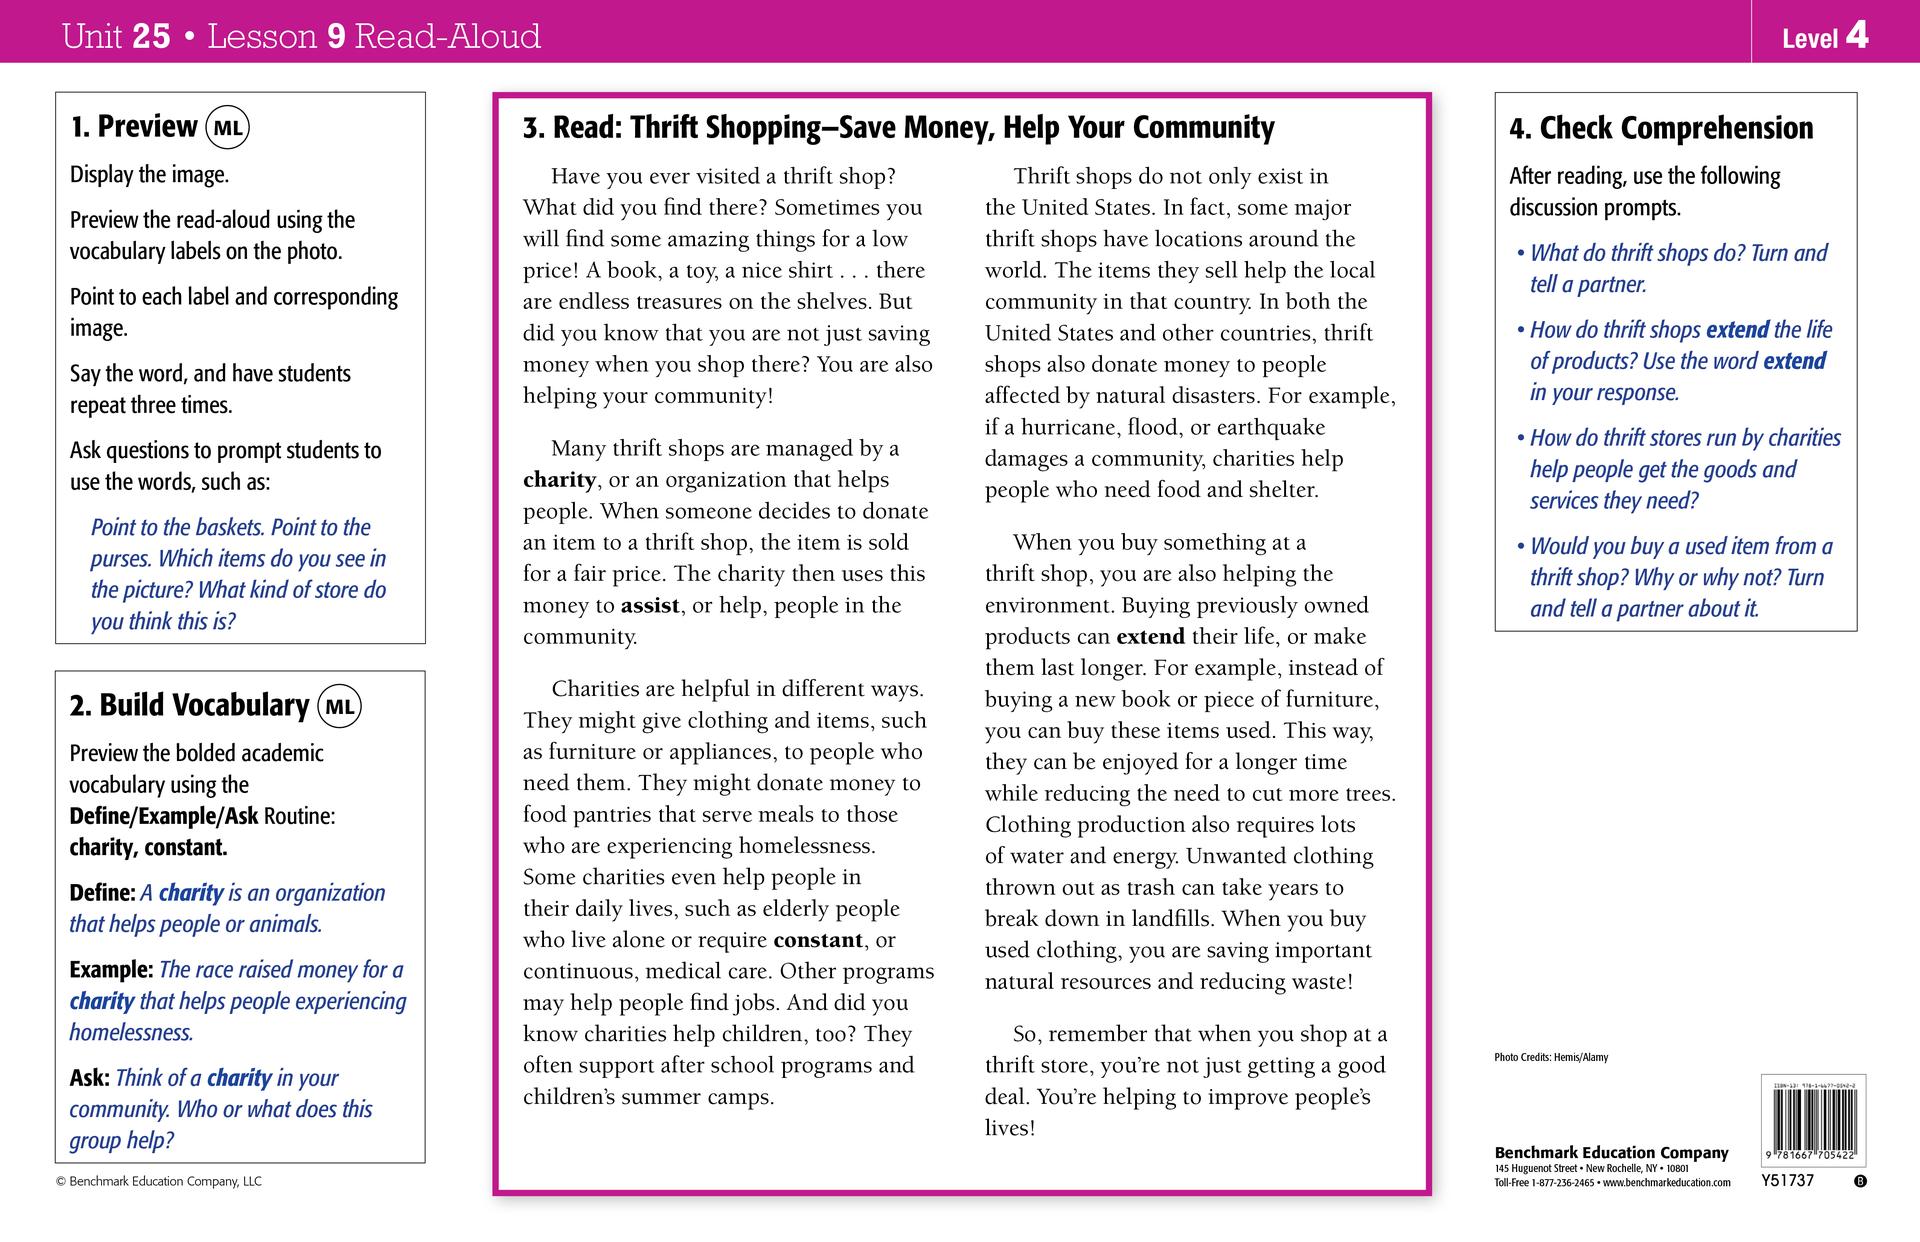 Unit 25 • Lesson 9 Read-Aloud
Level 4
1. Preview ML
Display the image.
Preview the read-aloud using the
vocabulary labels on the photo.
Point to each label and corresponding
image.
Say the word, and have students
repeat three times.
Ask questions to prompt students to
use the words, such as:
Point to the baskets. Point to the
purses. Which items do you see in
the picture? What kind of store do
you think this is?
2. Build Vocabulary ML
Preview the bolded academic
vocabulary using the
Define/Example/Ask Routine:
charity, constant.
Define: A charity is an organization
that helps people or animals.
Example: The race raised money for a
charity that helps people experiencing
homelessness.
Ask: Think of a charity in your
community. Who or what does this
group help?
© Benchmark Education Company, LLC
3. Read: Thrift Shopping–Save Money, Help Your Community
Have you ever visited a thrift shop?
What did you find there? Sometimes you
will find some amazing things for a low
price! A book, a toy, a nice shirt . . . there
are endless treasures on the shelves. But
did you know that you are not just saving
money when you shop there? You are also
helping your community!
Many thrift shops are managed by a
charity, or an organization that helps
people. When someone decides to donate
an item to a thrift shop, the item is sold
for a fair price. The charity then uses this
money to assist, or help, people in the
community.
Charities are helpful in different ways.
They might give clothing and items, such
as furniture or appliances, to people who
need them. They might donate money to
food pantries that serve meals to those
who are experiencing homelessness.
Some charities even help people in
their daily lives, such as elderly people
who live alone or require constant, or
continuous, medical care. Other programs
may help people find jobs. And did you
know charities help children, too? They
often support after school programs and
children's summer camps.
Thrift shops do not only exist in
the United States. In fact, some major
thrift shops have locations around the
world. The items they sell help the local
community in that country. In both the
United States and other countries, thrift
shops also donate money to people
affected by natural disasters. For example,
if a hurricane, flood, or earthquake
damages a community, charities help
people who need food and shelter.
When you buy something at a
thrift shop, you are also helping the
environment. Buying previously owned
products can extend their life, or make
them last longer. For example, instead of
buying a new book or piece of furniture,
you can buy these items used. This way,
they can be enjoyed for a longer time
while reducing the need to cut more trees.
Clothing production also requires lots
of water and energy. Unwanted clothing
thrown out as trash can take years to
break down in landfills. When you buy
used clothing, you are saving important
natural resources and reducing waste!
So, remember that when you shop at a
thrift store, you're not just getting a good
deal. You're helping to improve people's
lives!
4. Check Comprehension
After reading, use the following
discussion prompts.
• What do thrift shops do? Turn and
tell a partner.
• How do thrift shops extend the life
of products? Use the word extend
in your response.
• How do thrift stores run by charities
help people get the goods and
services they need?
• Would you buy a used item from a
thrift shop? Why or why not? Turn
and tell a partner about it.
Photo Credits: Hemis/Alamy
Benchmark Education Company
145 Huguenot Street • New Rochelle, NY • 10801
Toll-Free 1-877-236-2465 • www.benchmarkeducation.com
ISBN-13: 978-1-6677-0542-2
9 781667 705422
Y51737
B